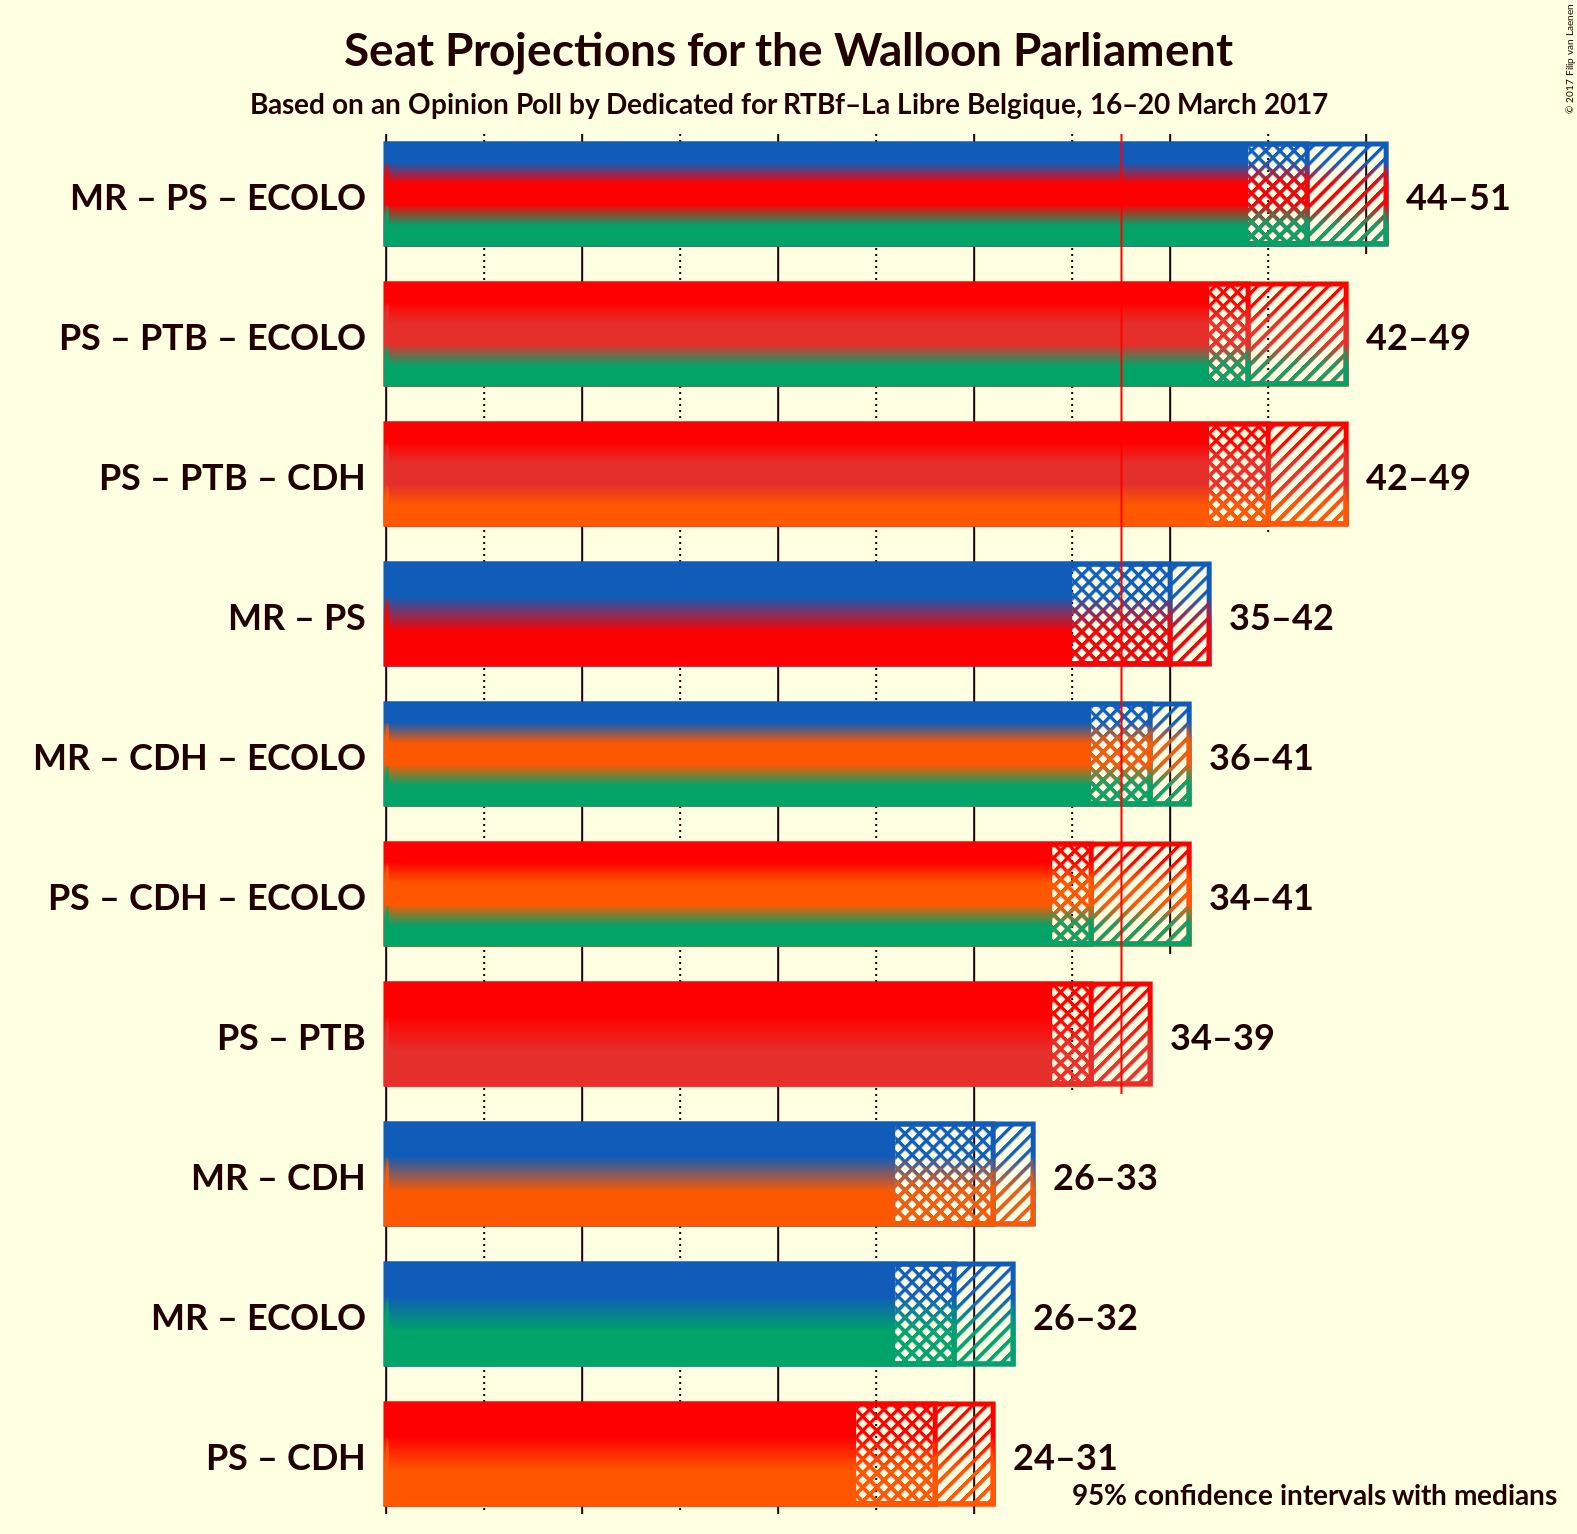 Seat Projections for the Walloon Parliament
Based on an Opinion Poll by Dedicated for RTBf–La Libre Belgique, 16–20 March 2017
© 2017 Filip van Laenen
MR – PS – ECOLO 44–51
PS – PTB – ECOLO 42–49
PS – PTB – CDH 42–49
MR – PS 35–42
MR – CDH – ECOLO 36–41
PS – CDH – ECOLO 34–41
PS – PTB 34–39
MR – CDH 26–33
MR – ECOLO 26–32
PS – CDH 24–31
95% confidence intervals with medians